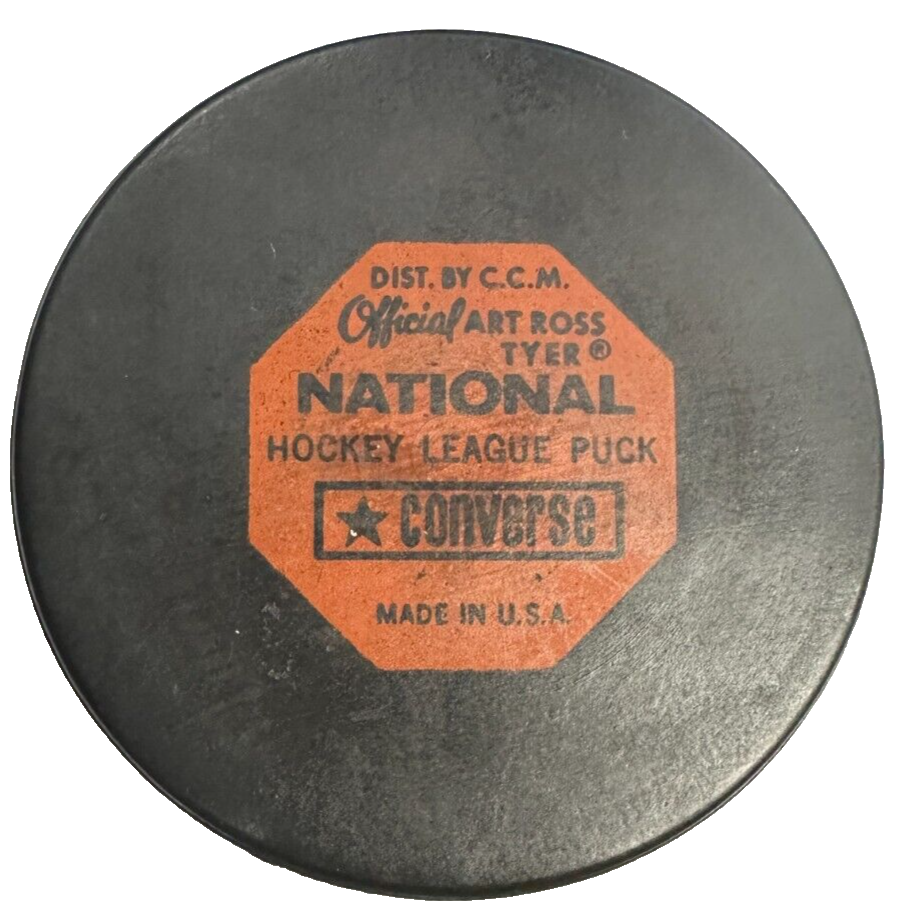 DIST. BY C.C.M.
Official ART ROSS
TYER ®
NATIONAL
HOCKEY LEAGUE PUCK
★ CONVERSE
MADE IN U.S.A.